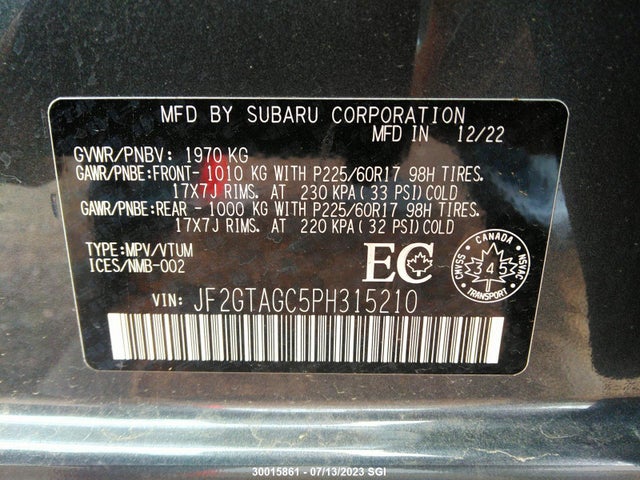 MFD BY SUBARU CORPORATION
MFD IN 12/22
GVWR/PNBV: 1970 KG
GAWR/PNBE:FRONT- 1010 KG WITH P225/60R17 98H TIRES.
17X7J RIMS. AT 230 KPA(33 PSI)COLD
GAWR/PNBE:REAR - 1000 KG WITH P225/60R17 98H TIRES.
17X7J RIMS. AT 220 KPA(32 PSI)COLD
TYPE:MPV/VTUM
ICES/NMB-002
EC
CANADA
CMVSS 345 NSVAC
VIN: JF2GTAGC5PH315210
30015861 - 07/13/2023 SGI